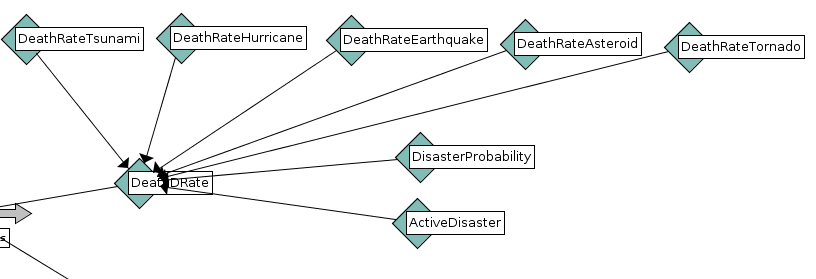 DeathRateTsunami
DeathRateHurricane
DeathRateEarthquake
DeathRateAsteroid
DeathRateTornado
DisasterProbability
ActiveDisaster
s